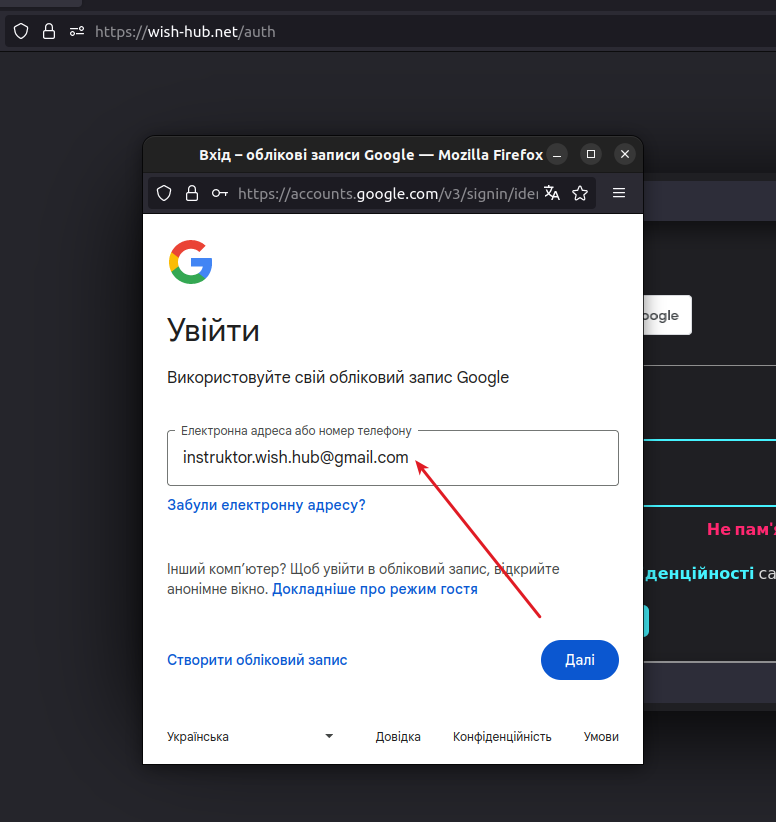 https://wish-hub.net/auth
Вхід – облікові записи Google — Mozilla Firefox
https://accounts.google.com/v3/signin/ide
Увійти
Використовуйте свій обліковий запис Google
oogle
Електронна адреса або номер телефону
instruktor.wish.hub@gmail.com
Забули електронну адресу?
Не пам'я
Інший комп’ютер? Щоб увійти в обліковий запис, відкрийте
денційності са
анонімне вікно. Докладніше про режим гостя
Створити обліковий запис
Далі
Українська
Довідка
Конфіденційність
Умови